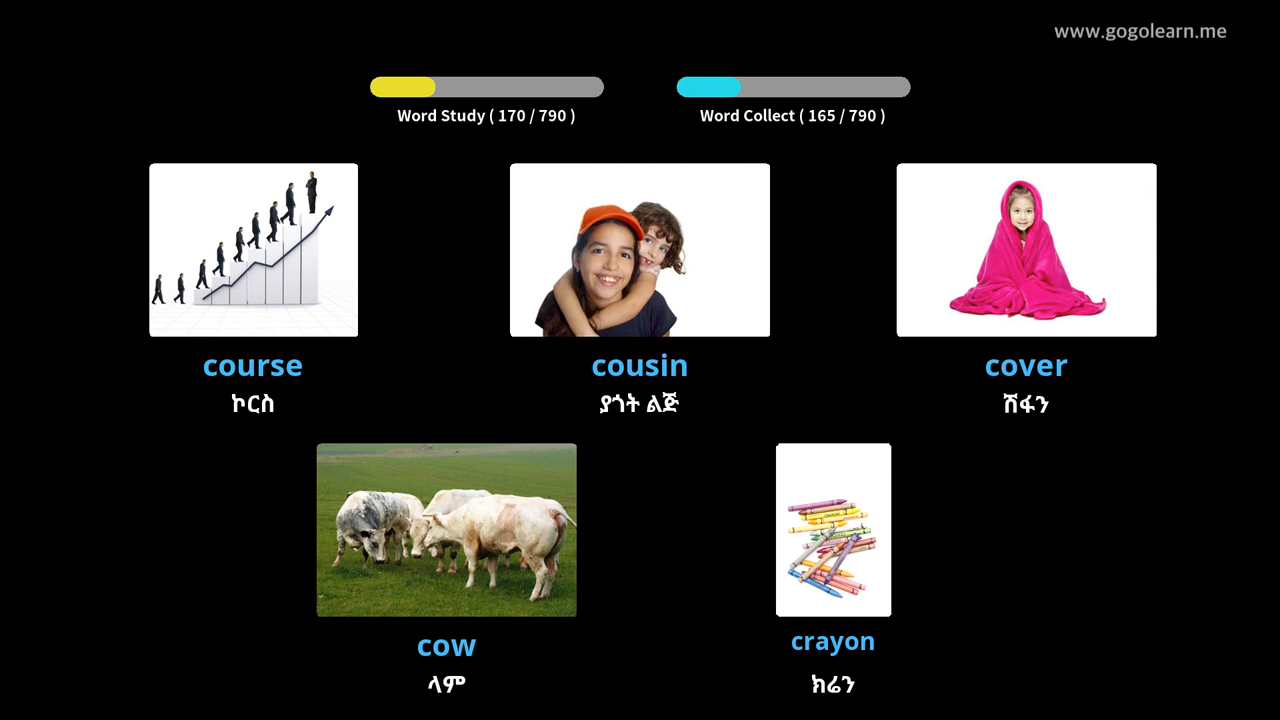 www.gogolearn.me
Word Study ( 170 / 790 )
Word Collect ( 165 / 790 )
course
cousin
cover
ኮርስ
ያጎት ልጅ
ሽፋን
cow
crayon
ላም
ክሬን